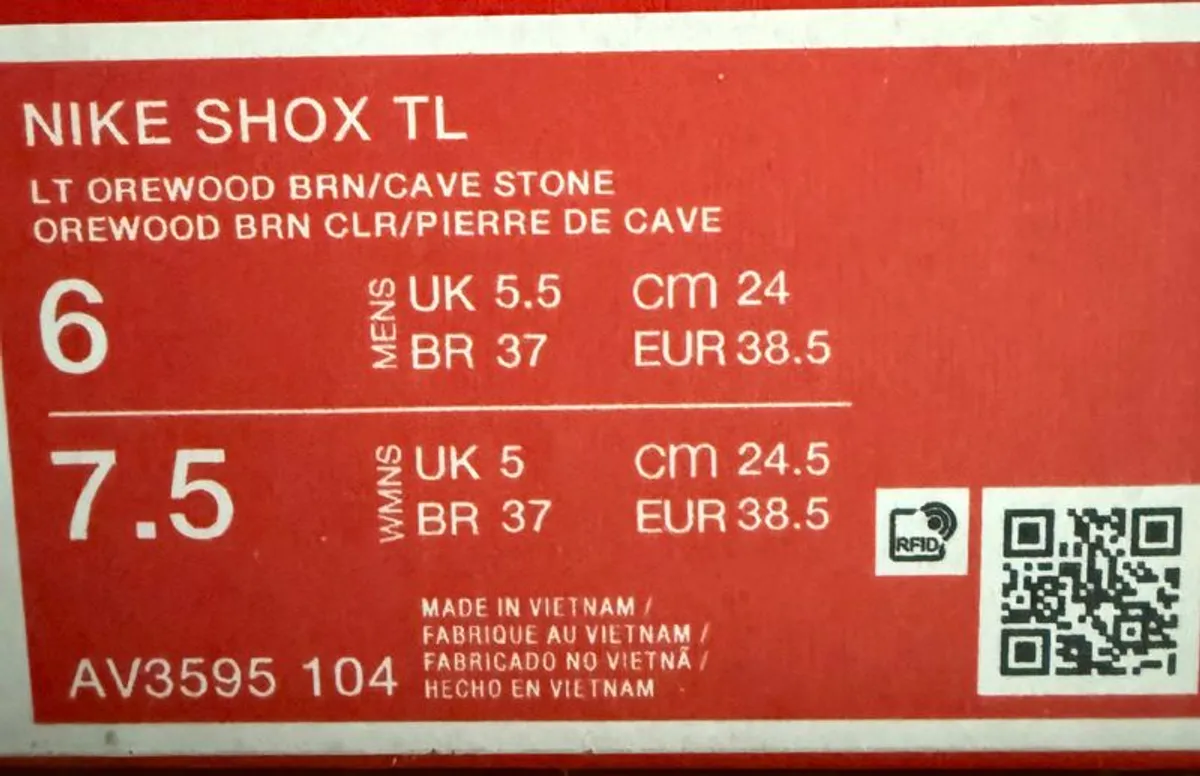 NIKE SHOX TL
LT OREWOOD BRN/CAVE STONE
OREWOOD BRN CLR/PIERRE DE CAVE
6 MENS UK 5.5 cm 24
BR 37 EUR 38.5
7.5 WMNS UK 5 cm 24.5
BR 37 EUR 38.5
RFID
MADE IN VIETNAM /
FABRIQUE AU VIETNAM /
FABRICADO NO VIETNÃ /
HECHO EN VIETNAM
AV3595 104